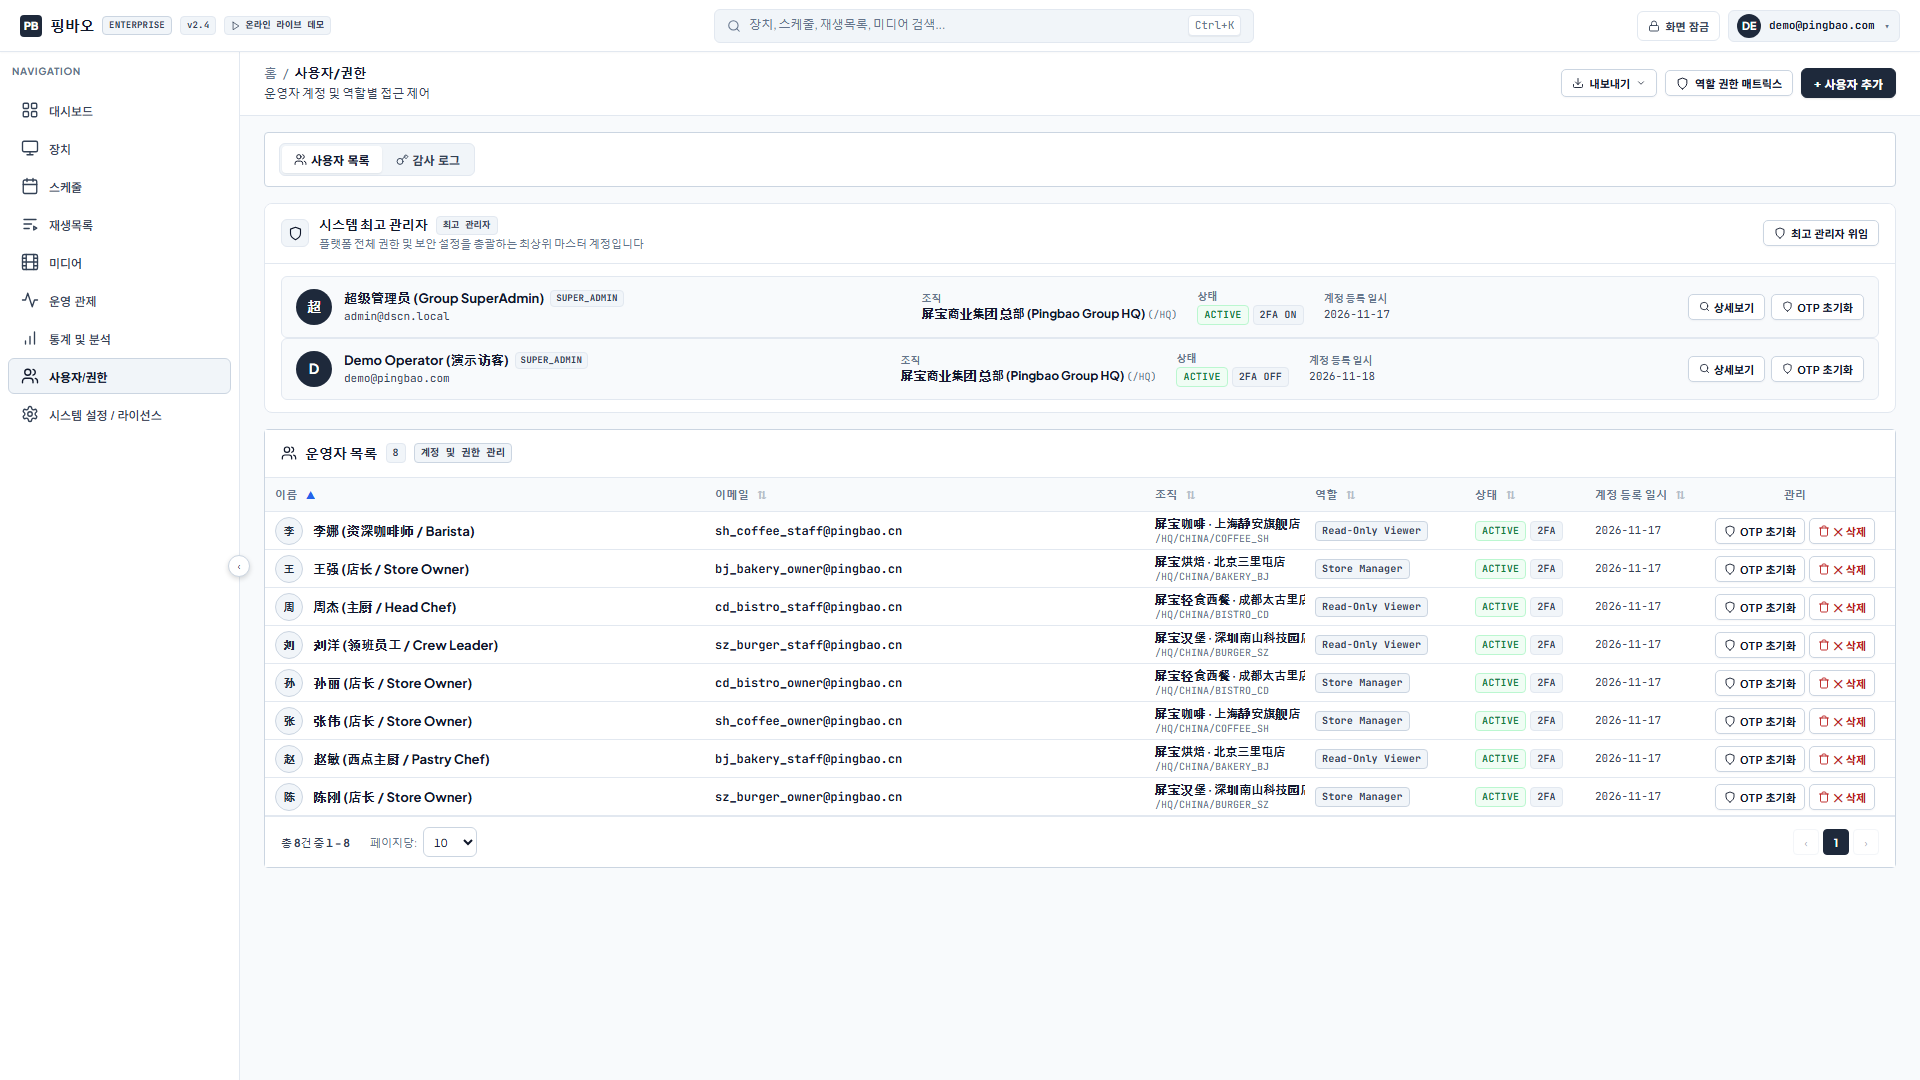 PB 핑바오 ENTERPRISE v2.4 온라인 라이브 데모
장치, 스케줄, 재생목록, 미디어 검색... Ctrl+K
화면 잠금 DE demo@pingbao.com
NAVIGATION
대시보드
장치
스케줄
재생목록
미디어
운영 관제
통계 및 분석
사용자/권한
시스템 설정 / 라이선스
홈 / 사용자/권한
운영자 계정 및 역할별 접근 제어
내보내기 역할 권한 매트릭스 + 사용자 추가
사용자 목록 감사 로그
시스템 최고 관리자 최고 관리자
플랫폼 전체 권한 및 보안 설정을 총괄하는 최상위 마스터 계정입니다
최고 관리자 위임
超 超级管理员 (Group SuperAdmin) SUPER_ADMIN
admin@dscn.local
조직
屏宝商业集团总部 (Pingbao Group HQ) (/HQ)
상태
ACTIVE 2FA ON
계정 등록 일시
2026-11-17
상세보기 OTP 초기화
D Demo Operator (演示访客) SUPER_ADMIN
demo@pingbao.com
조직
屏宝商业集团总部 (Pingbao Group HQ) (/HQ)
상태
ACTIVE 2FA OFF
계정 등록 일시
2026-11-18
상세보기 OTP 초기화
운영자 목록 8 계정 및 권한 관리
이름 ▲ 이메일 ⇅ 조직 ⇅ 역할 ⇅ 상태 ⇅ 계정 등록 일시 ⇅ 관리
李 李娜 (资深咖啡师 / Barista) sh_coffee_staff@pingbao.cn 屏宝咖啡 · 上海静安旗舰店 Read-Only Viewer ACTIVE 2FA 2026-11-17 OTP 초기화 삭제
/HQ/CHINA/COFFEE_SH
王 王强 (店长 / Store Owner) bj_bakery_owner@pingbao.cn 屏宝烘焙 · 北京三里屯店 Store Manager ACTIVE 2FA 2026-11-17 OTP 초기화 삭제
/HQ/CHINA/BAKERY_BJ
周 周杰 (主厨 / Head Chef) cd_bistro_staff@pingbao.cn 屏宝轻食西餐 · 成都太古里店 Read-Only Viewer ACTIVE 2FA 2026-11-17 OTP 초기화 삭제
/HQ/CHINA/BISTRO_CD
刘 刘洋 (领班员工 / Crew Leader) sz_burger_staff@pingbao.cn 屏宝汉堡 · 深圳南山科技园店 Read-Only Viewer ACTIVE 2FA 2026-11-17 OTP 초기화 삭제
/HQ/CHINA/BURGER_SZ
孙 孙丽 (店长 / Store Owner) cd_bistro_owner@pingbao.cn 屏宝轻食西餐 · 成都太古里店 Store Manager ACTIVE 2FA 2026-11-17 OTP 초기화 삭제
/HQ/CHINA/BISTRO_CD
张 张伟 (店长 / Store Owner) sh_coffee_owner@pingbao.cn 屏宝咖啡 · 上海静安旗舰店 Store Manager ACTIVE 2FA 2026-11-17 OTP 초기화 삭제
/HQ/CHINA/COFFEE_SH
赵 赵敏 (西点主厨 / Pastry Chef) bj_bakery_staff@pingbao.cn 屏宝烘焙 · 北京三里屯店 Read-Only Viewer ACTIVE 2FA 2026-11-17 OTP 초기화 삭제
/HQ/CHINA/BAKERY_BJ
陈 陈刚 (店长 / Store Owner) sz_burger_owner@pingbao.cn 屏宝汉堡 · 深圳南山科技园店 Store Manager ACTIVE 2FA 2026-11-17 OTP 초기화 삭제
/HQ/CHINA/BURGER_SZ
총 8건 중 1 – 8 페이지당: 10 ‹ 1 ›